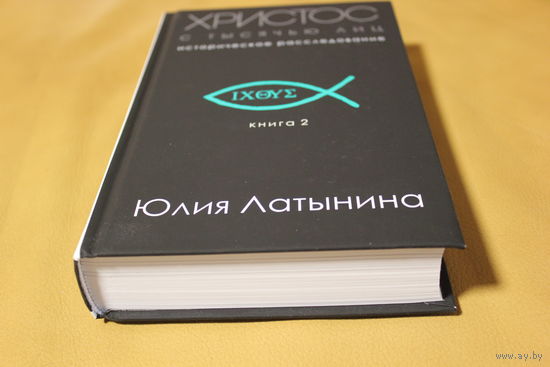 ХРИСТОС
С ТЫСЯЧЬЮ ЛИЦ
историческое расследование
ΙΧΘΥΣ
книга 2
Юлия Латынина
www.ay.by